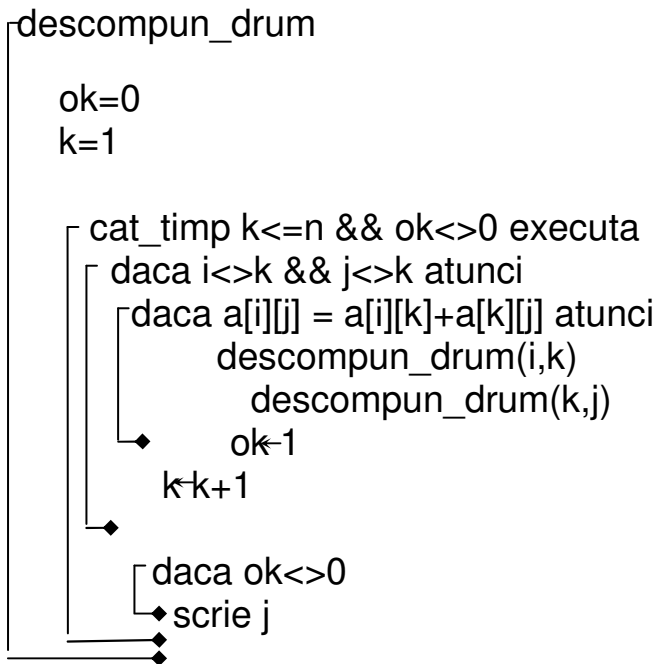 descompun_drum
ok=0
k=1
cat_timp k<=n && ok<>0 executa
daca i<>k && j<>k atunci
daca a[i][j] = a[i][k]+a[k][j] atunci
descompun_drum(i,k)
descompun_drum(k,j)
ok←1
k←k+1
daca ok<>0
scrie j